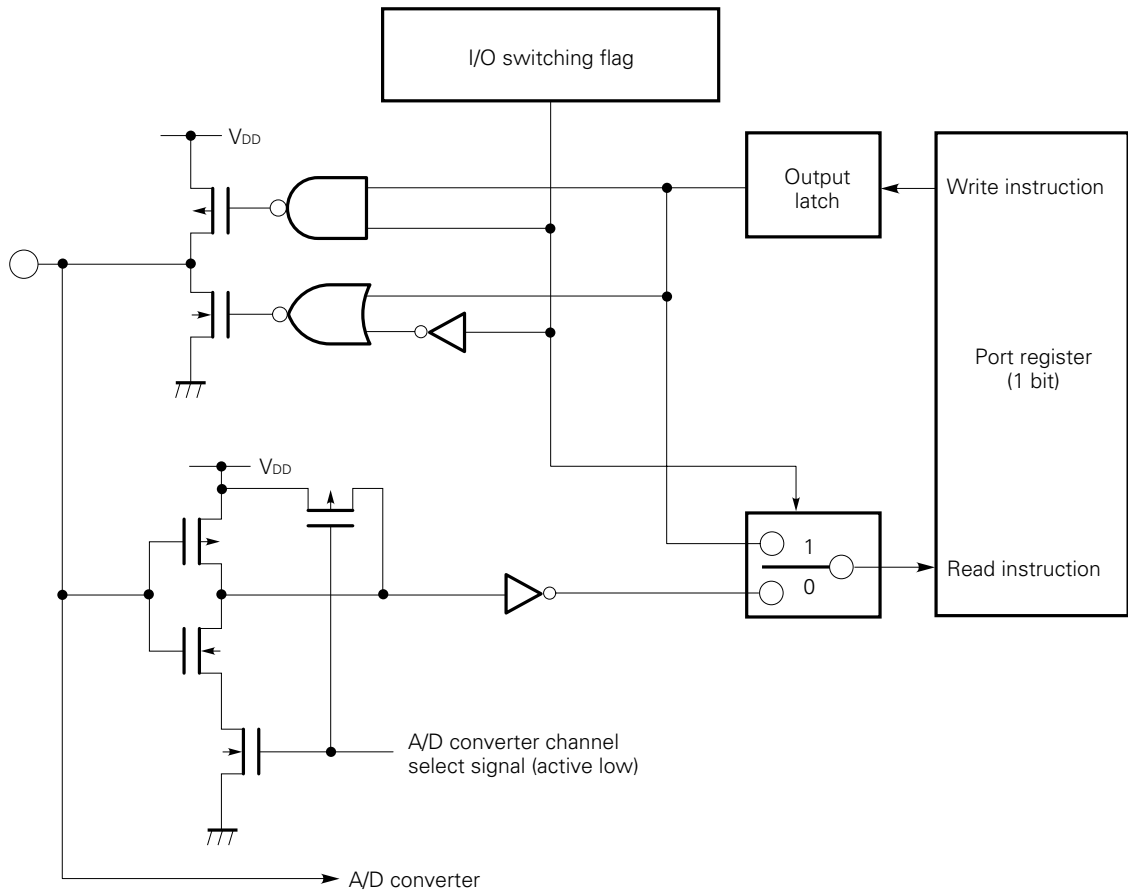 I/O switching flag
VDD
Output
latch
Write instruction
Port register
(1 bit)
VDD
1
0
Read instruction
A/D converter channel
select signal (active low)
A/D converter